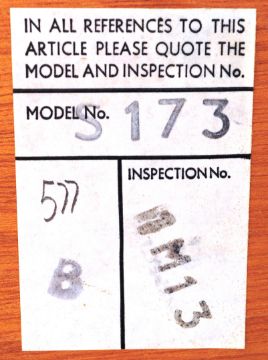 IN ALL REFERENCES TO THIS
ARTICLE PLEASE QUOTE THE
MODEL AND INSPECTION No.
MODEL No. S 173
INSPECTION No.
577
B
MM13